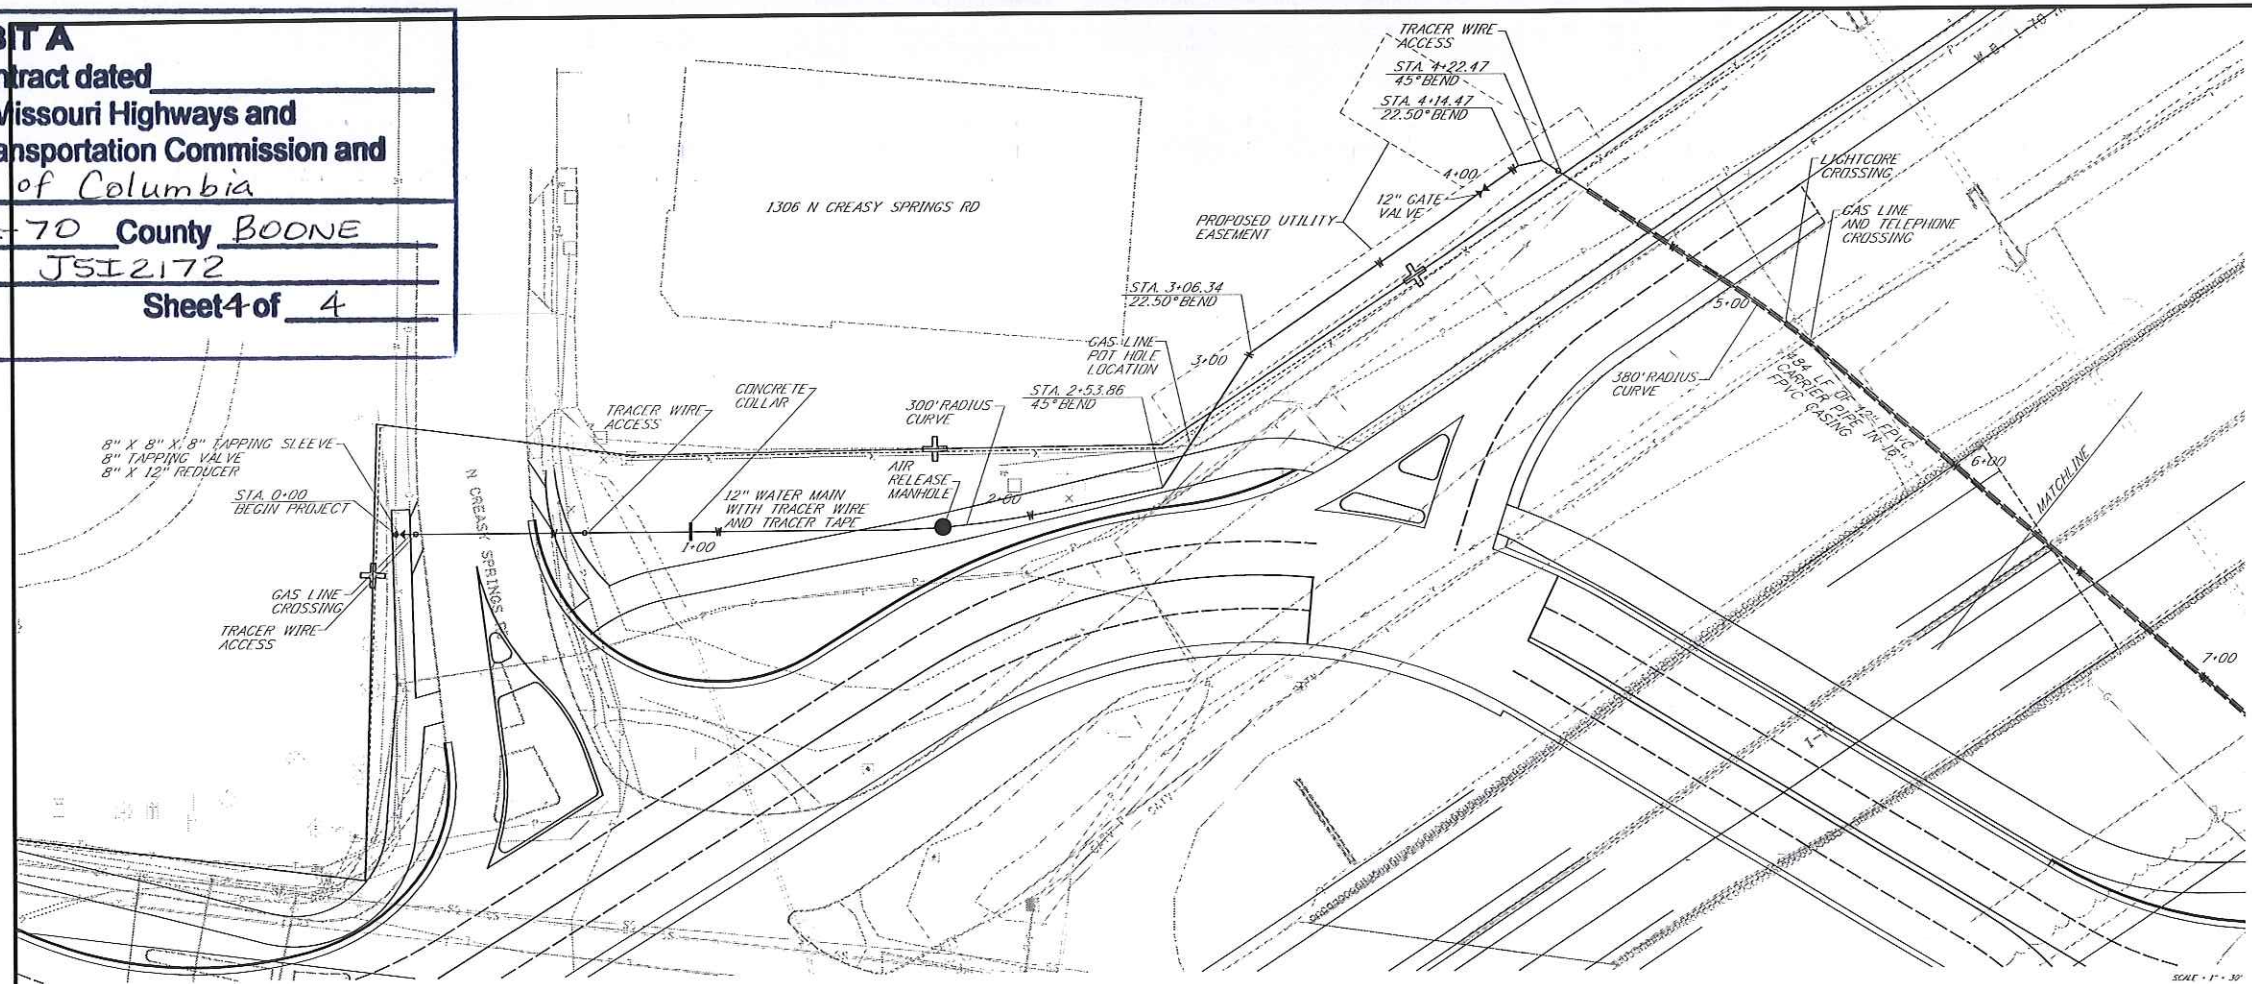 BIT A
ntract dated
Missouri Highways and
ansportation Commission and
of Columbia
-70 County BOONE
J5I2172
Sheet 4 of 4
TRACER WIRE
ACCESS
STA. 4+22.47
45° BEND
STA. 4+14.47
22.50° BEND
4+00
12" GATE
VALVE
PROPOSED UTILITY
EASEMENT
W.B. I-70
LIGHTCORE
CROSSING
GAS LINE
AND TELEPHONE
CROSSING
1306 N CREASY SPRINGS RD
STA. 3+06.34
22.50° BEND
3+00
GAS LINE
POT HOLE
LOCATION
STA. 2+53.86
45° BEND
5+00
380' RADIUS
CURVE
484 LF OF 12" FPVC
CARRIER PIPE IN 16"
FPVC CASING
6+00
MATCHLINE
7+00
8" X 8" X 8" TAPPING SLEEVE
8" TAPPING VALVE
8" X 12" REDUCER
STA. 0+00
BEGIN PROJECT
GAS LINE
CROSSING
TRACER WIRE
ACCESS
N CREASY SPRINGS
TRACER WIRE
ACCESS
CONCRETE
COLLAR
1+00
12" WATER MAIN
WITH TRACER WIRE
AND TRACER TAPE
300' RADIUS
CURVE
AIR
RELEASE
MANHOLE
2+00
CATV
SCALE - 1" = 30'